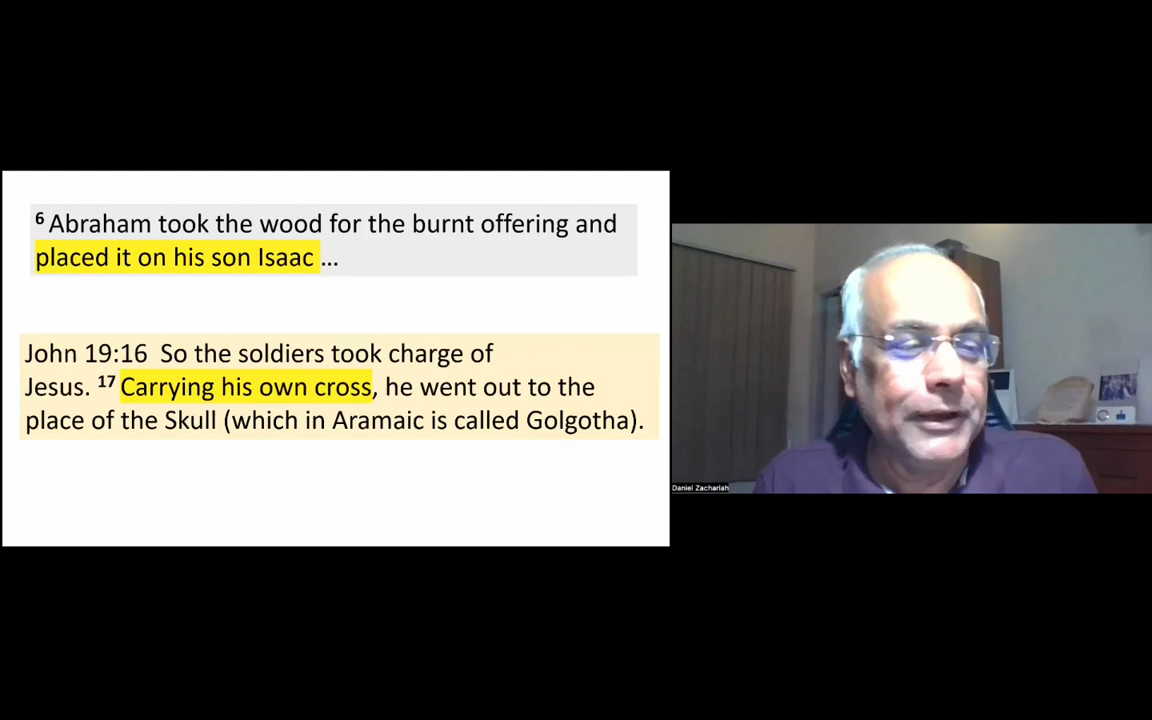 ⁶ Abraham took the wood for the burnt offering and
placed it on his son Isaac ...
John 19:16 So the soldiers took charge of
Jesus. ¹⁷ Carrying his own cross, he went out to the
place of the Skull (which in Aramaic is called Golgotha).
Daniel Zachariah